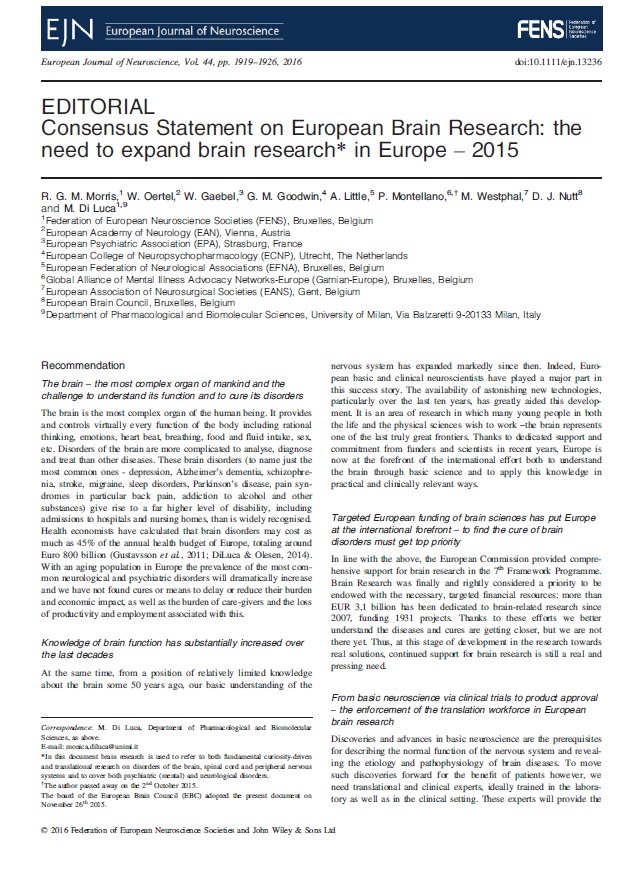 EJN European Journal of Neuroscience
FENS Federation of European Neuroscience Societies
European Journal of Neuroscience, Vol. 44, pp. 1919–1926, 2016
doi:10.1111/ejn.13236
EDITORIAL
Consensus Statement on European Brain Research: the
need to expand brain research* in Europe – 2015
R. G. M. Morris,1 W. Oertel,2 W. Gaebel,3 G. M. Goodwin,4 A. Little,5 P. Montellano,6,† M. Westphal,7 D. J. Nutt8
and M. Di Luca1,9
1Federation of European Neuroscience Societies (FENS), Bruxelles, Belgium
2European Academy of Neurology (EAN), Vienna, Austria
3European Psychiatric Association (EPA), Strasburg, France
4European College of Neuropsychopharmacology (ECNP), Utrecht, The Netherlands
5European Federation of Neurological Associations (EFNA), Bruxelles, Belgium
6Global Alliance of Mental Illness Advocacy Networks-Europe (Gamian-Europe), Bruxelles, Belgium
7European Association of Neurosurgical Societies (EANS), Gent, Belgium
8European Brain Council, Bruxelles, Belgium
9Department of Pharmacological and Biomolecular Sciences, University of Milan, Via Balzaretti 9-20133 Milan, Italy
Recommendation
The brain – the most complex organ of mankind and the
challenge to understand its function and to cure its disorders
The brain is the most complex organ of the human being. It provides
and controls virtually every function of the body including rational
thinking, emotions, heart beat, breathing, food and fluid intake, sex,
etc. Disorders of the brain are more complicated to analyse, diagnose
and treat than other diseases. These brain disorders (to name just the
most common ones - depression, Alzheimer's dementia, schizophre-
nia, stroke, migraine, sleep disorders, Parkinson's disease, pain syn-
dromes in particular back pain, addiction to alcohol and other
substances) give rise to a far higher level of disability, including
admissions to hospitals and nursing homes, than is widely recognised.
Health economists have calculated that brain disorders may cost as
much as 45% of the annual health budget of Europe, totaling around
Euro 800 billion (Gustavsson et al., 2011; DiLuca & Olesen, 2014).
With an aging population in Europe the prevalence of the most com-
mon neurological and psychiatric disorders will dramatically increase
and we have not found cures or means to delay or reduce their burden
and economic impact, as well as the burden of care-givers and the loss
of productivity and employment associated with this.
Knowledge of brain function has substantially increased over
the last decades
At the same time, from a position of relatively limited knowledge
about the brain some 50 years ago, our basic understanding of the
Correspondence: M. Di Luca, Department of Pharmacological and Biomolecular
Sciences, as above.
E-mail: monica.diluca@unimi.it
*In this document brain research is used to refer to both fundamental curiosity-driven
and translational research on disorders of the brain, spinal cord and peripheral nervous
systems and to cover both psychiatric (mental) and neurological disorders.
†The author passed away on the 2nd October 2015.
The board of the European Brain Council (EBC) adopted the present document on
November 26th 2015.
nervous system has expanded markedly since then. Indeed, Euro-
pean basic and clinical neuroscientists have played a major part in
this success story. The availability of astonishing new technologies,
particularly over the last ten years, has greatly aided this develop-
ment. It is an area of research in which many young people in both
the life and the physical sciences wish to work –the brain represents
one of the last truly great frontiers. Thanks to dedicated support and
commitment from funders and scientists in recent years, Europe is
now at the forefront of the international effort both to understand
the brain through basic science and to apply this knowledge in
practical and clinically relevant ways.
Targeted European funding of brain sciences has put Europe
at the international forefront – to find the cure of brain
disorders must get top priority
In line with the above, the European Commission provided compre-
hensive support for brain research in the 7th Framework Programme.
Brain Research was finally and rightly considered a priority to be
endowed with the necessary, targeted financial resources: more than
EUR 3,1 billion has been dedicated to brain-related research since
2007, funding 1931 projects. Thanks to these efforts we better
understand the diseases and cures are getting closer, but we are not
there yet. Thus, at this stage of development in the research towards
real solutions, continued support for brain research is still a real and
pressing need.
From basic neuroscience via clinical trials to product approval
– the enforcement of the translation workforce in European
brain research
Discoveries and advances in basic neuroscience are the prerequisites
for describing the normal function of the nervous system and reveal-
ing the etiology and pathophysiology of brain diseases. To move
such discoveries forward for the benefit of patients however, we
need translational and clinical experts, ideally trained in the labora-
tory as well as in the clinical setting. These experts will provide the
© 2016 Federation of European Neuroscience Societies and John Wiley & Sons Ltd